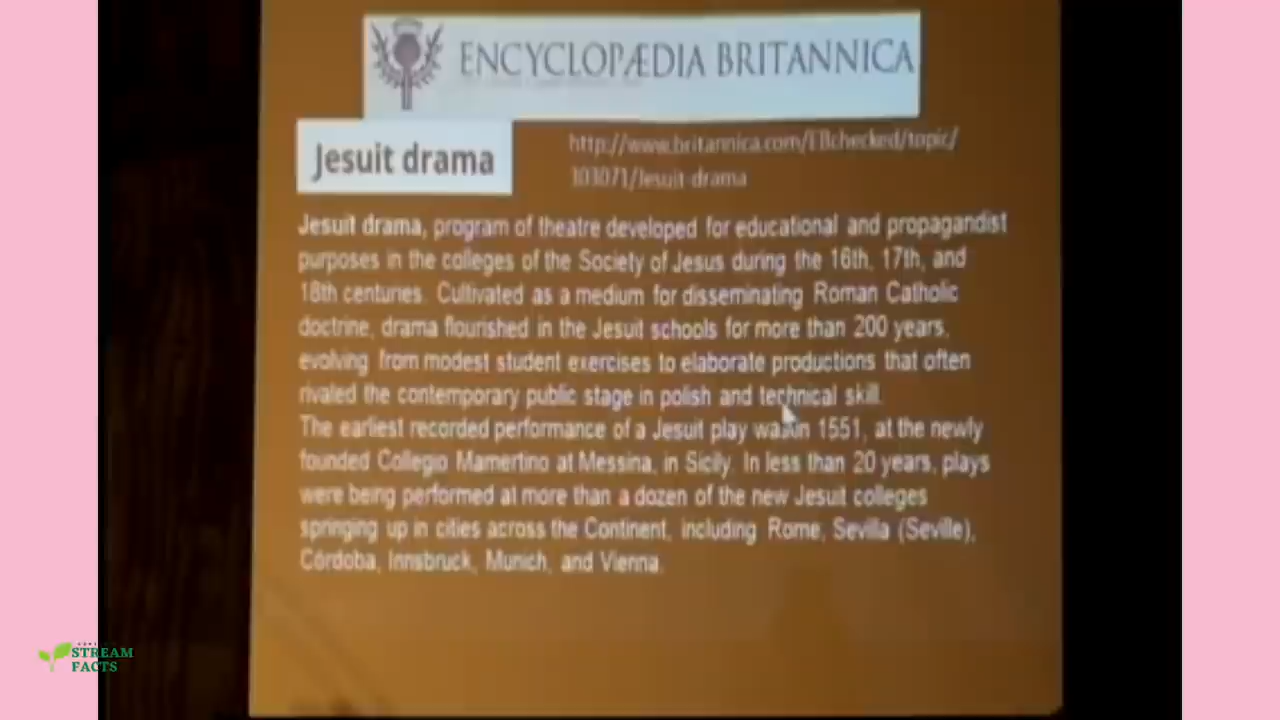 ENCYCLOPÆDIA BRITANNICA
Jesuit drama
http://www.britannica.com/EBchecked/topic/
303071/Jesuit-drama
Jesuit drama, program of theatre developed for educational and propagandist
purposes in the colleges of the Society of Jesus during the 16th, 17th, and
18th centuries. Cultivated as a medium for disseminating Roman Catholic
doctrine, drama flourished in the Jesuit schools for more than 200 years,
evolving from modest student exercises to elaborate productions that often
rivaled the contemporary public stage in polish and technical skill.
The earliest recorded performance of a Jesuit play was in 1551, at the newly
founded Collegio Mamertino at Messina, in Sicily. In less than 20 years, plays
were being performed at more than a dozen of the new Jesuit colleges
springing up in cities across the Continent, including Rome, Sevilla (Seville),
Córdoba, Innsbruck, Munich, and Vienna.
STREAM
FACTS